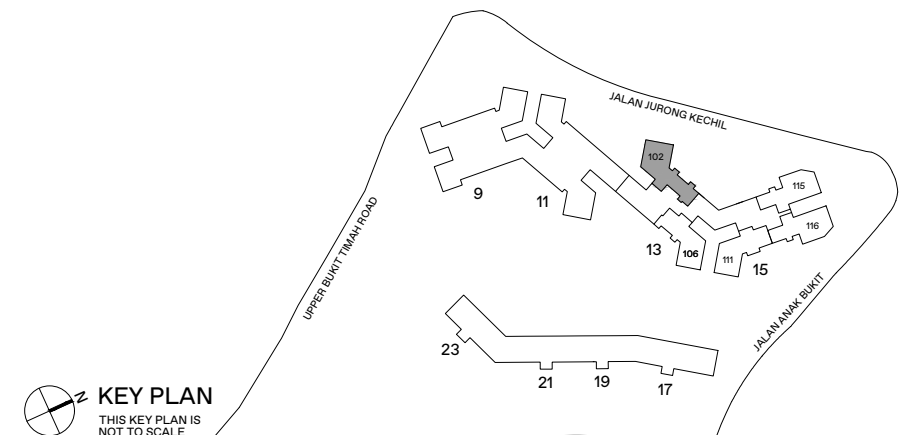 JALAN JURONG KECHIL
102
115
9
11
116
UPPER BUKIT TIMAH ROAD
13
106
111
15
JALAN ANAK BUKIT
23
21
19
17
N
KEY PLAN
THIS KEY PLAN IS
NOT TO SCALE